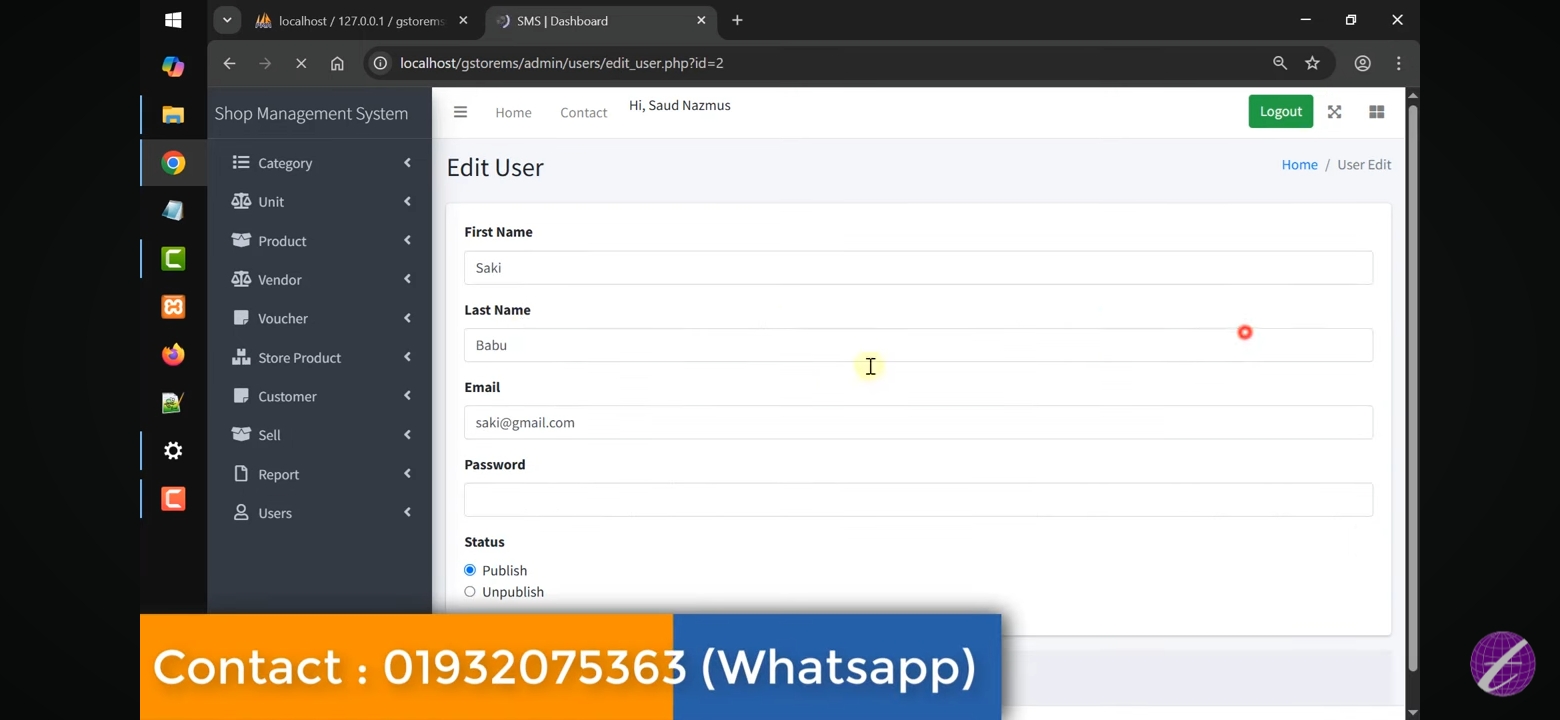 localhost / 127.0.0.1 / gstorems
SMS | Dashboard
localhost/gstorems/admin/users/edit_user.php?id=2
Shop Management System
Home
Contact
Hi, Saud Nazmus
Logout
Category
Unit
Product
Vendor
Voucher
Store Product
Customer
Sell
Report
Users
Edit User
Home / User Edit
First Name
Saki
Last Name
Babu
Email
saki@gmail.com
Password
Status
Publish
Unpublish
Contact : 01932075363 (Whatsapp)